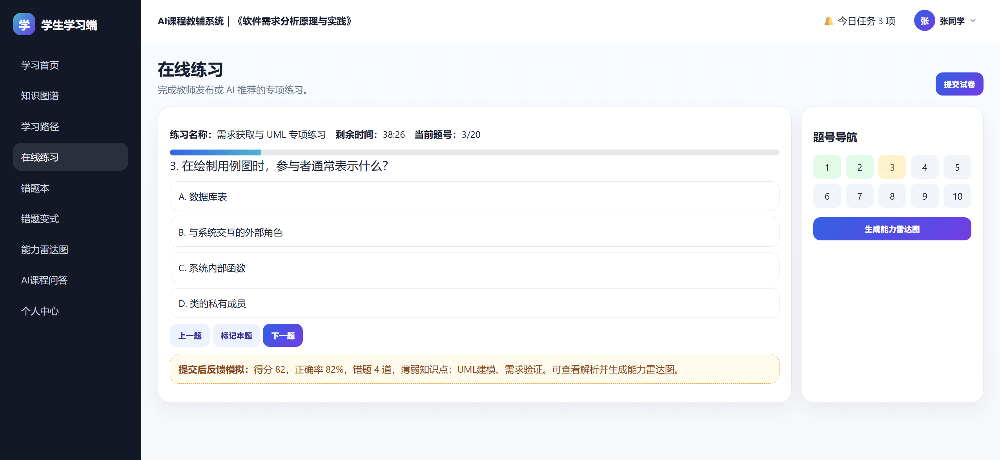 学 学生学习端
学习首页
知识图谱
学习路径
在线练习
错题本
错题变式
能力雷达图
AI课程问答
个人中心
AI课程教辅系统｜《软件需求分析原理与实践》
今日任务 3 项
张 张同学
在线练习
完成教师发布或 AI 推荐的专项练习。
提交试卷
练习名称：需求获取与 UML 专项练习 剩余时间：38:26 当前题号：3/20
3. 在绘制用例图时，参与者通常表示什么？
A. 数据库表
B. 与系统交互的外部角色
C. 系统内部函数
D. 类的私有成员
上一题 标记本题 下一题
提交后反馈模拟：得分 82，正确率 82%，错题 4 道，薄弱知识点：UML建模、需求验证。可查看解析并生成能力雷达图。
题号导航
1 2 3 4 5
6 7 8 9 10
生成能力雷达图